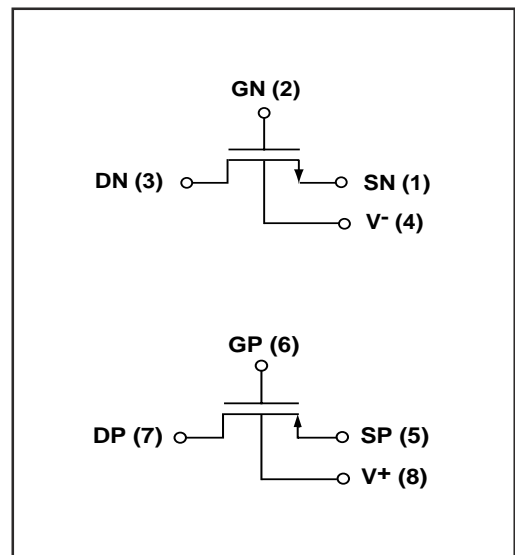 GN (2)
DN (3)
SN (1)
V- (4)
GP (6)
DP (7)
SP (5)
V+ (8)